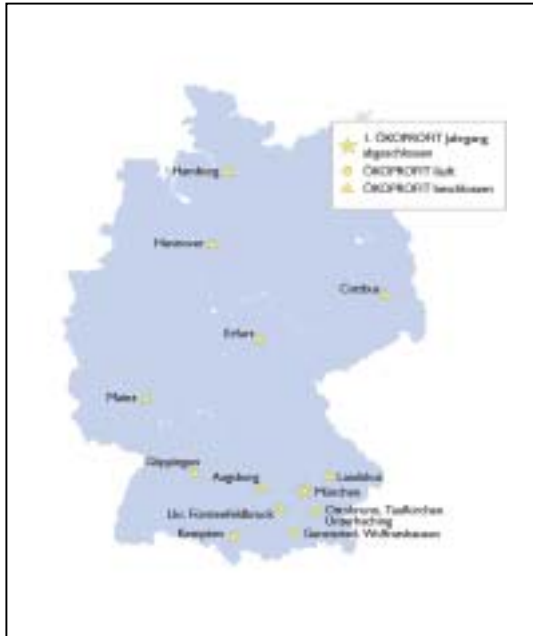 1. ÖKOPROFIT Jahrgang
abgeschlossen
ÖKOPROFIT läuft
ÖKOPROFIT beschlossen
Hamburg
Hannover
Cottbus
Erfurt
Mainz
Göppingen
Augsburg
Landshut
München
Lkr. Fürstenfeldbruck
Ottobrunn, Taufkirchen
Unterhaching
Kempten
Geretsried, Wolfratshausen